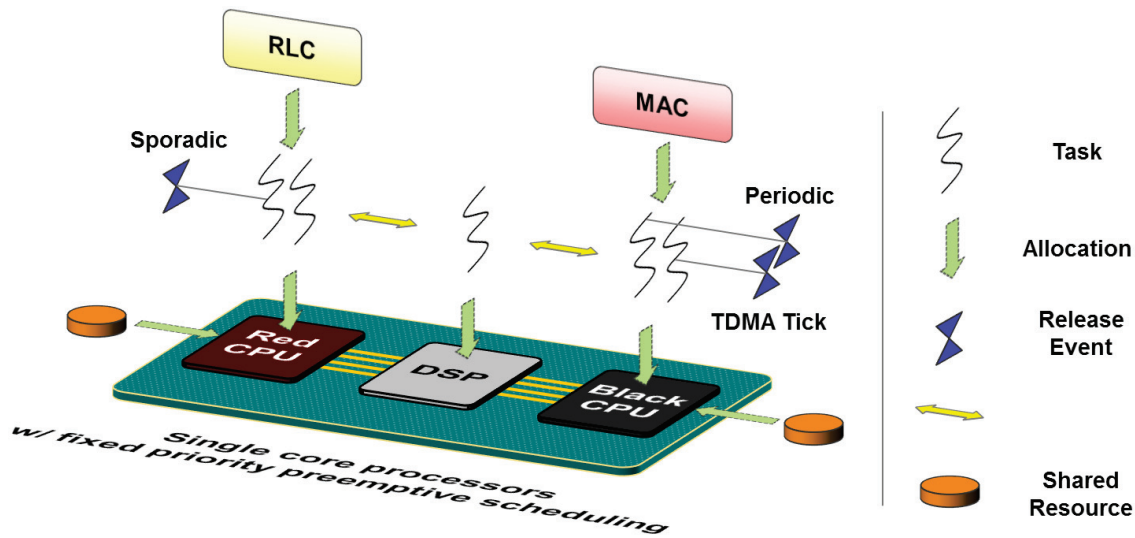 RLC
MAC
Sporadic
Periodic
TDMA Tick
Red
CPU
DSP
Black
CPU
Single core processors
w/ fixed priority preemptive scheduling
Task
Allocation
Release
Event
Shared
Resource